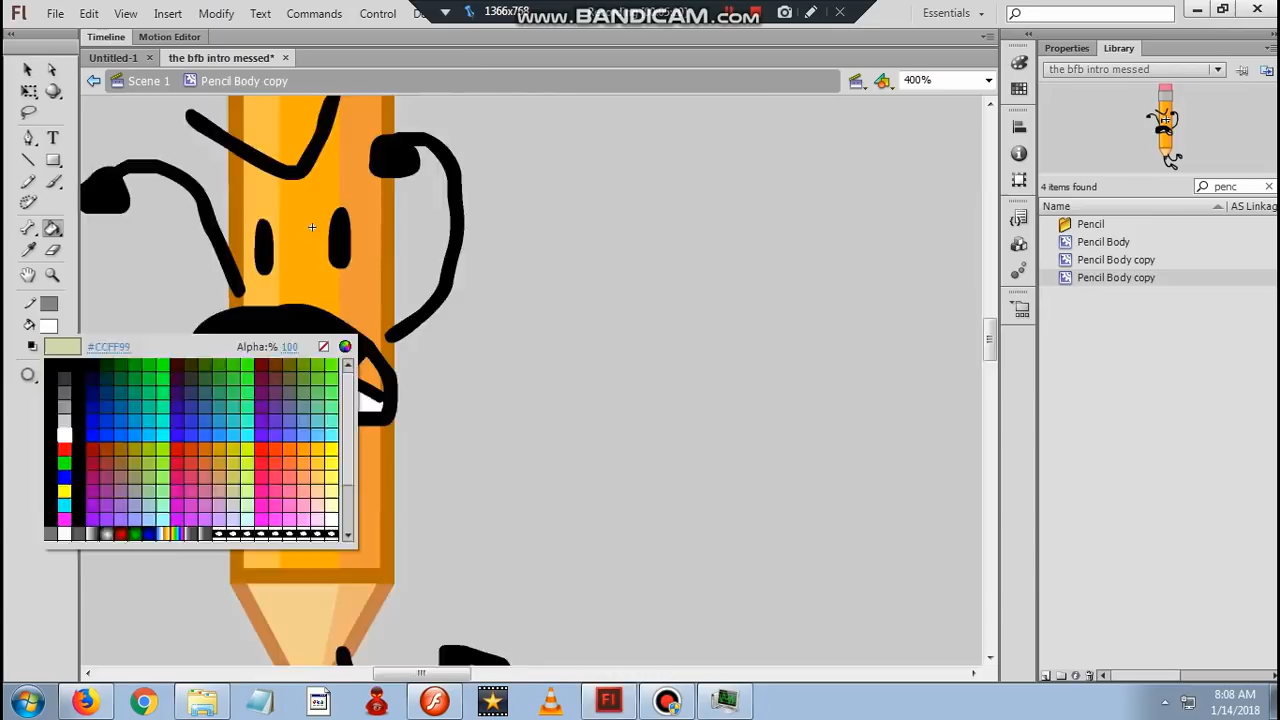 Fl File Edit View Insert Modify Text Commands Control 1366x768 www.BANDICAM.com Essentials
Timeline Motion Editor
Properties Library
Untitled-1 × the bfb intro messed* ×
the bfb intro messed
Scene 1 Pencil Body copy 400%
4 items found penc
Name AS Linkag
Pencil
Pencil Body
Pencil Body copy
Pencil Body copy
#CCFF99 Alpha:% 100
8:08 AM
1/14/2018